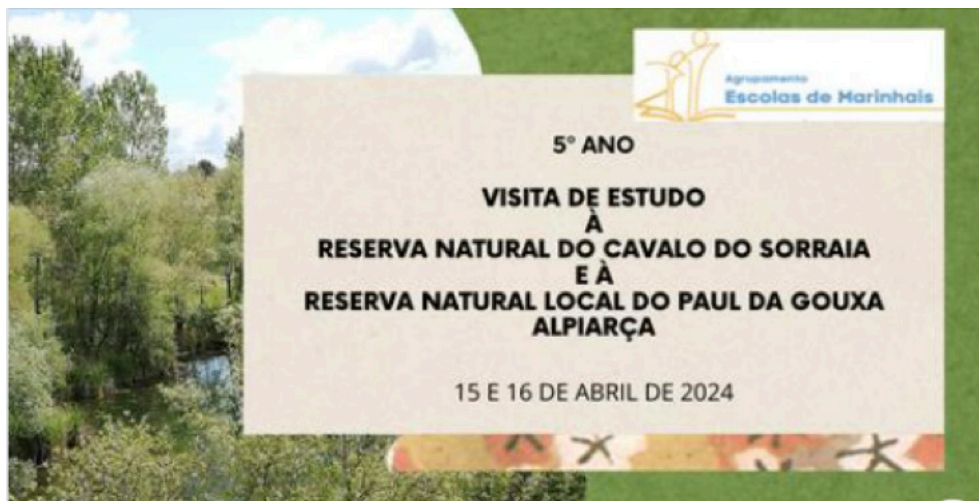 Agrupamento
Escolas de Marinhais
5º ANO
VISITA DE ESTUDO
À
RESERVA NATURAL DO CAVALO DO SORRAIA
E À
RESERVA NATURAL LOCAL DO PAUL DA GOUXA
ALPIARÇA
15 E 16 DE ABRIL DE 2024